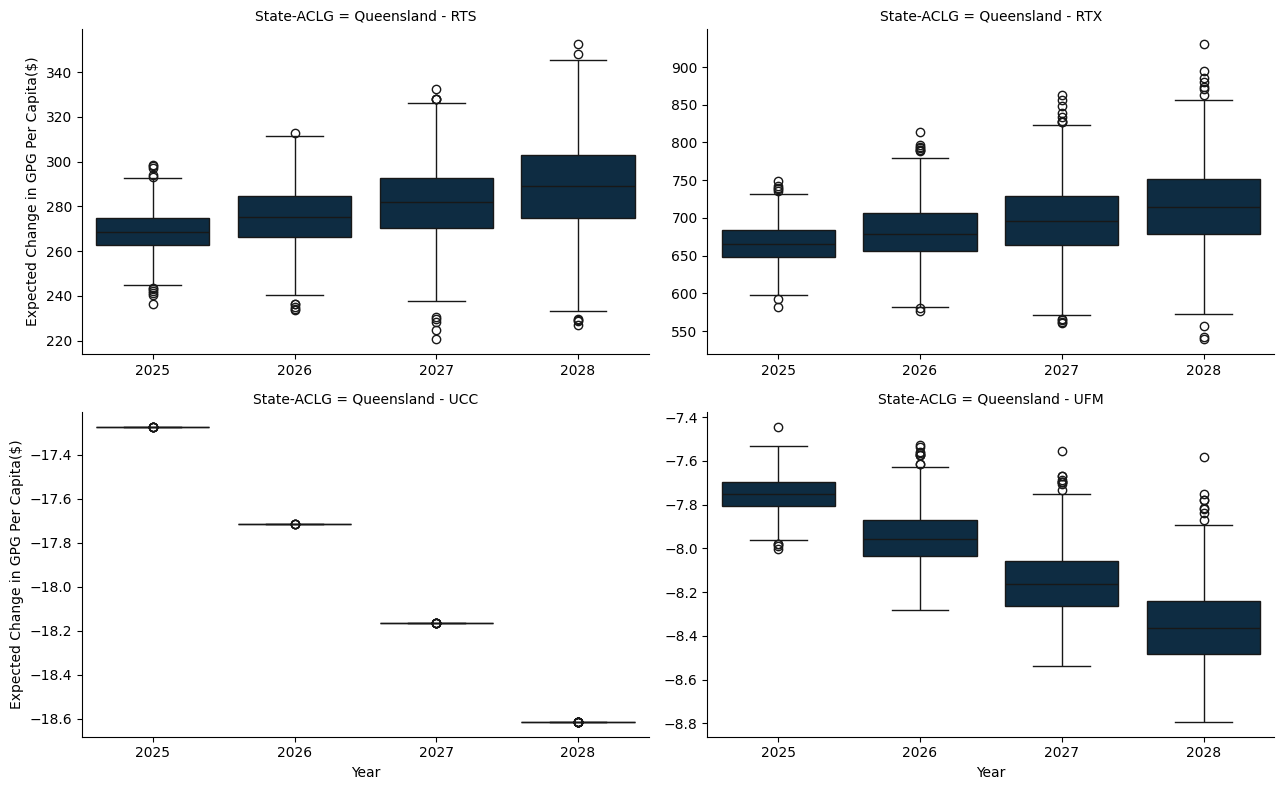 State-ACLG = Queensland - RTS
Expected Change in GPG Per Capita($)
340
320
300
280
260
240
220
2025 2026 2027 2028
State-ACLG = Queensland - RTX
900
850
800
750
700
650
600
550
2025 2026 2027 2028
State-ACLG = Queensland - UCC
Expected Change in GPG Per Capita($)
−17.4
−17.6
−17.8
−18.0
−18.2
−18.4
−18.6
2025 2026 2027 2028
Year
State-ACLG = Queensland - UFM
−7.4
−7.6
−7.8
−8.0
−8.2
−8.4
−8.6
−8.8
2025 2026 2027 2028
Year